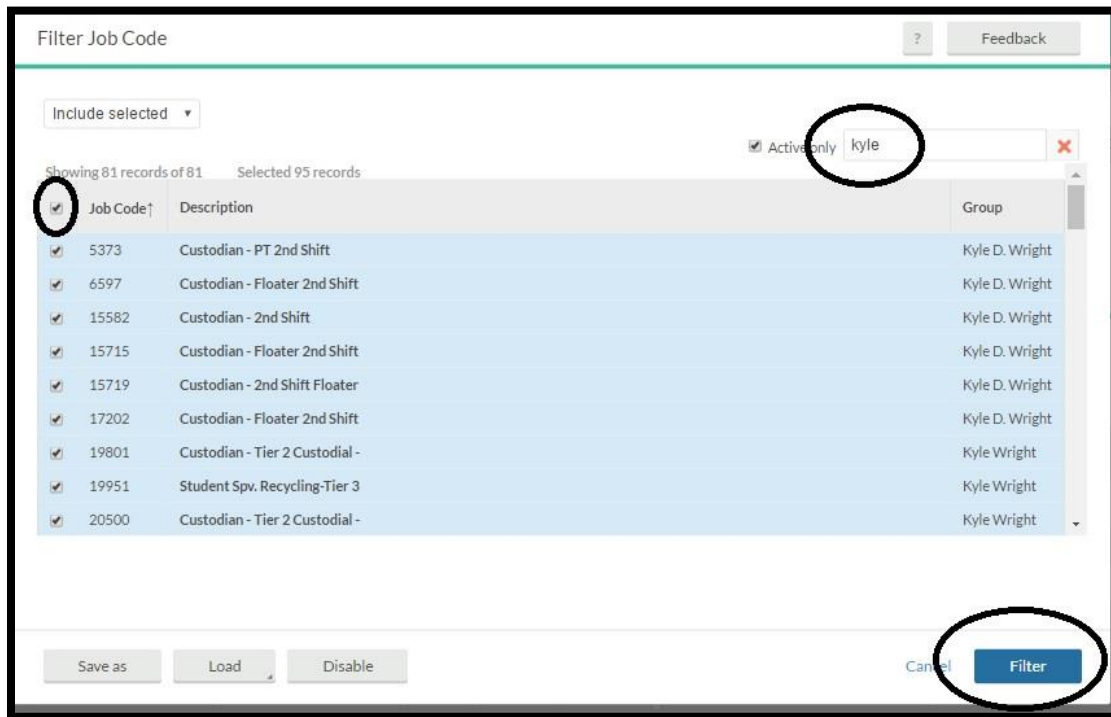 Filter Job Code ? Feedback
Include selected
Active only kyle
Showing 81 records of 81 Selected 95 records
Job Code↑ Description Group
5373 Custodian - PT 2nd Shift Kyle D. Wright
6597 Custodian - Floater 2nd Shift Kyle D. Wright
15582 Custodian - 2nd Shift Kyle D. Wright
15715 Custodian - Floater 2nd Shift Kyle D. Wright
15719 Custodian - 2nd Shift Floater Kyle D. Wright
17202 Custodian - Floater 2nd Shift Kyle D. Wright
19801 Custodian - Tier 2 Custodial - Kyle Wright
19951 Student Spv. Recycling-Tier 3 Kyle Wright
20500 Custodian - Tier 2 Custodial - Kyle Wright
Save as Load Disable Cancel Filter